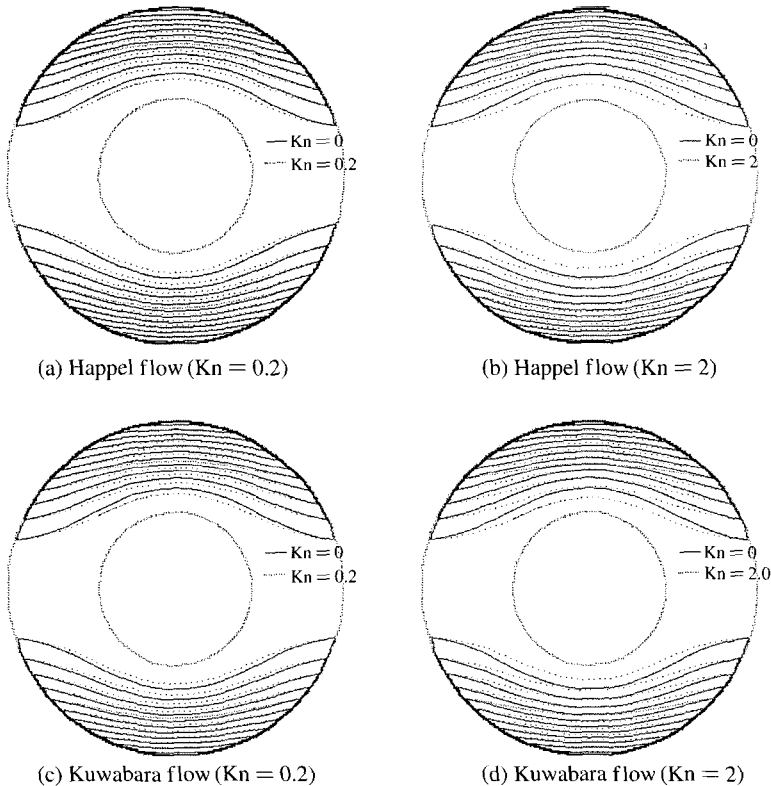 Kn = 0
Kn = 0.2
Kn = 0
Kn = 2
(a) Happel flow (Kn = 0.2)
(b) Happel flow (Kn = 2)
Kn = 0
Kn = 0.2
Kn = 0
Kn = 2.0
(c) Kuwabara flow (Kn = 0.2)
(d) Kuwabara flow (Kn = 2)